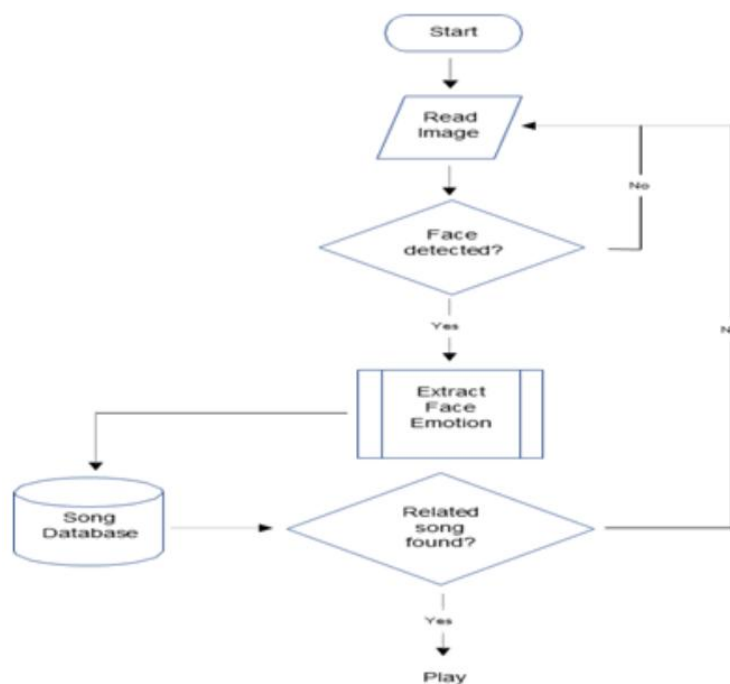 Start
Read
Image
No
Face
detected?
Yes
Extract
Face
Emotion
Song
Database
Related
song
found?
Yes
Play